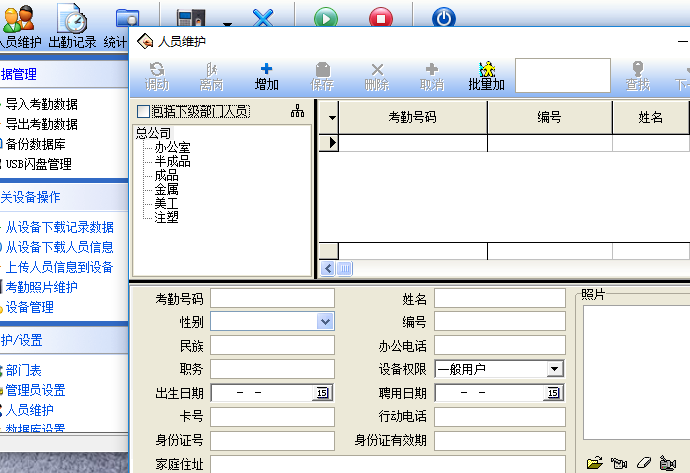 人员维护 出勤记录 统计
人员维护
据管理
导入考勤数据
导出考勤数据
备份数据库
USB闪盘管理
关设备操作
从设备下载记录数据
从设备下载人员信息
上传人员信息到设备
考勤照片维护
设备管理
护/设置
部门表
管理员设置
人员维护
数据库设置
调动 离离 增加 保存 删除 取消 批量加 查找 下一
包括下级部门人员
总公司
办公室
半成品
成品
金属
美工
注塑
考勤号码 编号 姓名
考勤号码 姓名 照片
性别 编号
民族 办公电话
职务 设备权限 一般用户
出生日期 - - 15 聘用日期 - - 15
卡号 行动电话
身份证号 身份证有效期
家庭住址